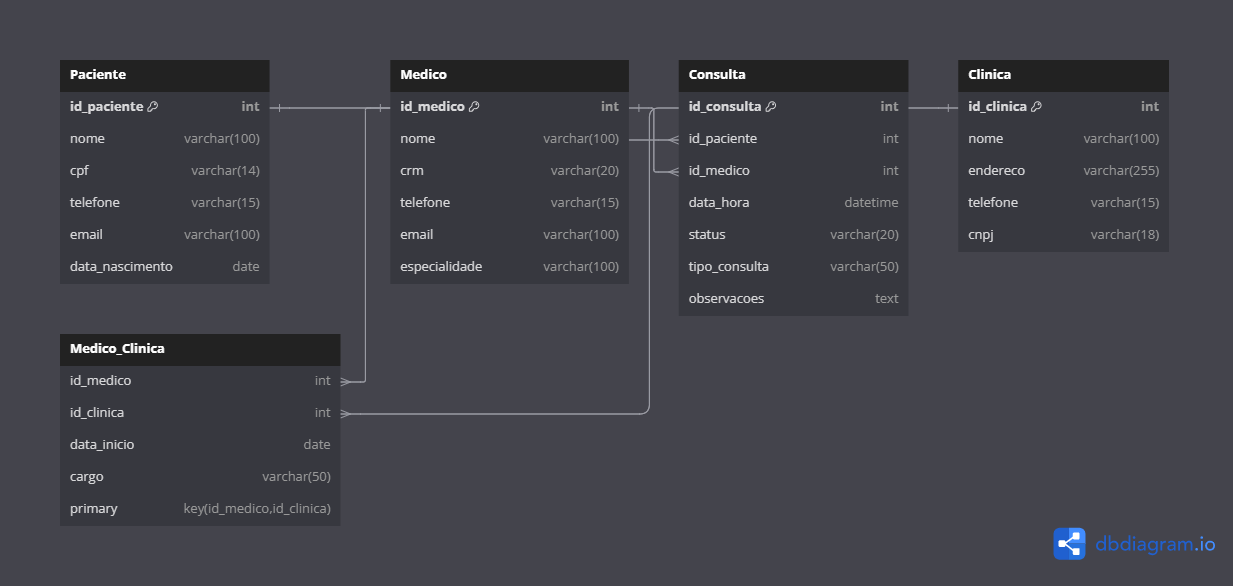 Paciente
id_paciente int
nome varchar(100)
cpf varchar(14)
telefone varchar(15)
email varchar(100)
data_nascimento date
Medico
id_medico int
nome varchar(100)
crm varchar(20)
telefone varchar(15)
email varchar(100)
especialidade varchar(100)
Consulta
id_consulta int
id_paciente int
id_medico int
data_hora datetime
status varchar(20)
tipo_consulta varchar(50)
observacoes text
Clinica
id_clinica int
nome varchar(100)
endereco varchar(255)
telefone varchar(15)
cnpj varchar(18)
Medico_Clinica
id_medico int
id_clinica int
data_inicio date
cargo varchar(50)
primary key(id_medico,id_clinica)
dbdiagram.io